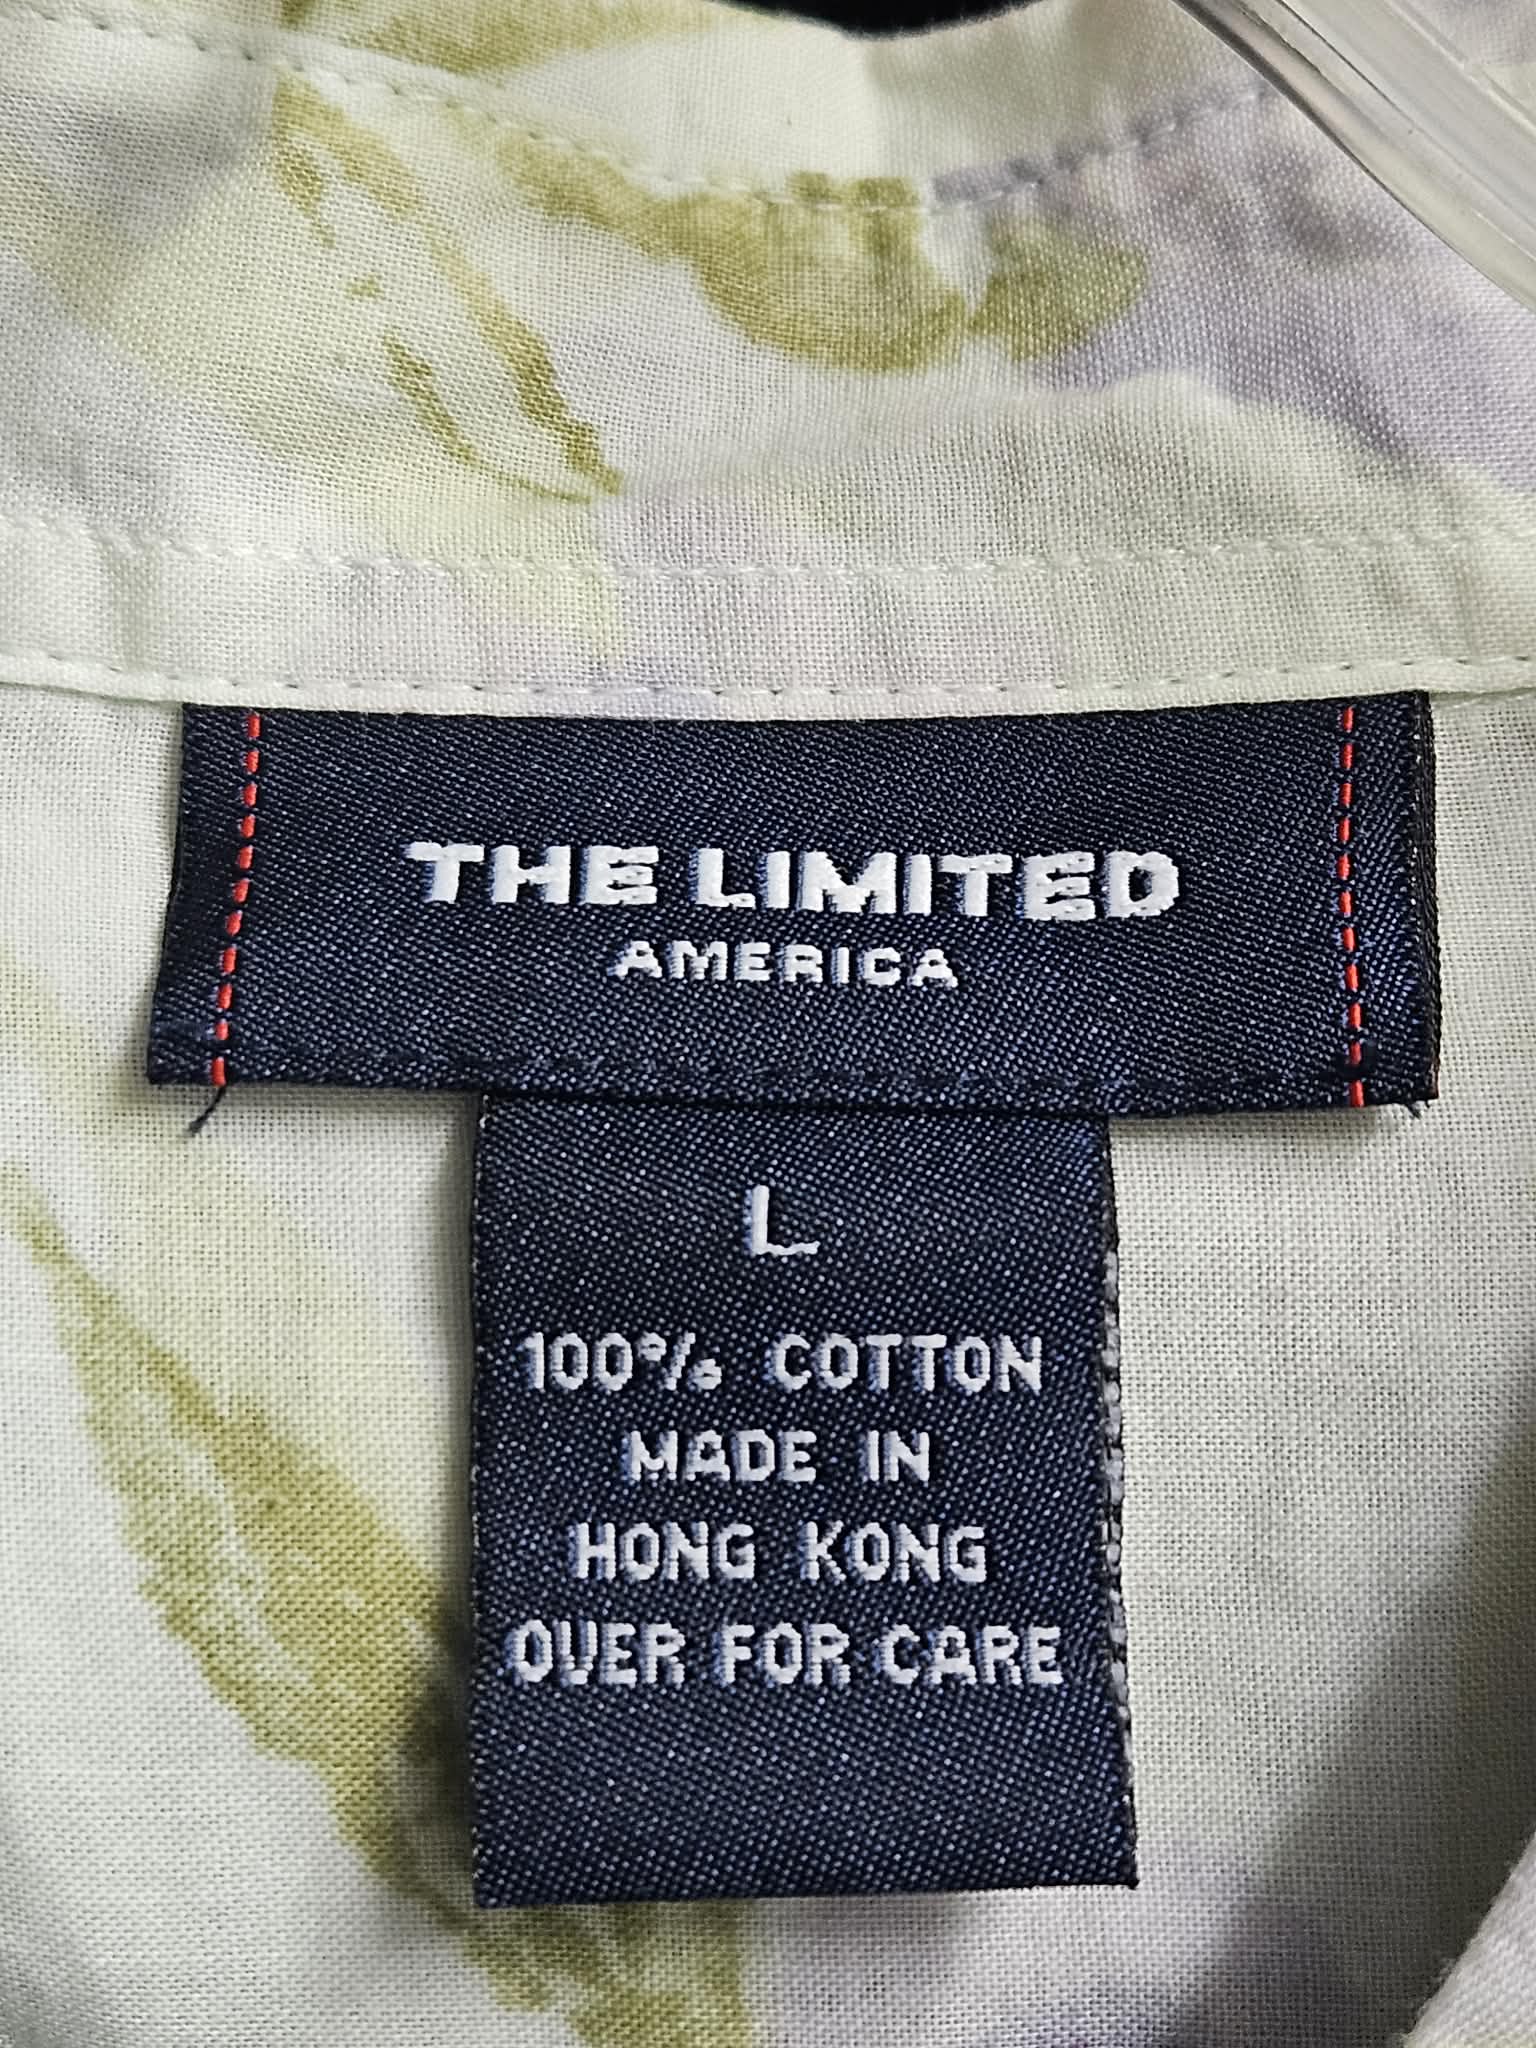 THE LIMITED
AMERICA
L
100% COTTON
MADE IN
HONG KONG
OVER FOR CARE